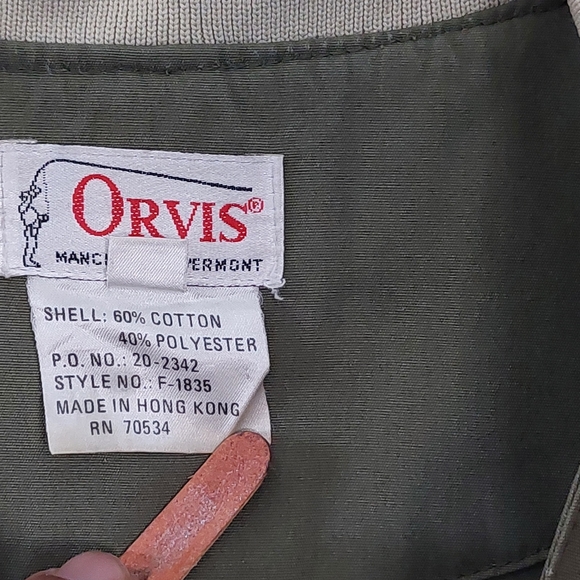 ORVIS®
MANC ERMONT
SHELL: 60% COTTON
40% POLYESTER
P.O. NO.: 20-2342
STYLE NO.: F-1835
MADE IN HONG KONG
RN 70534